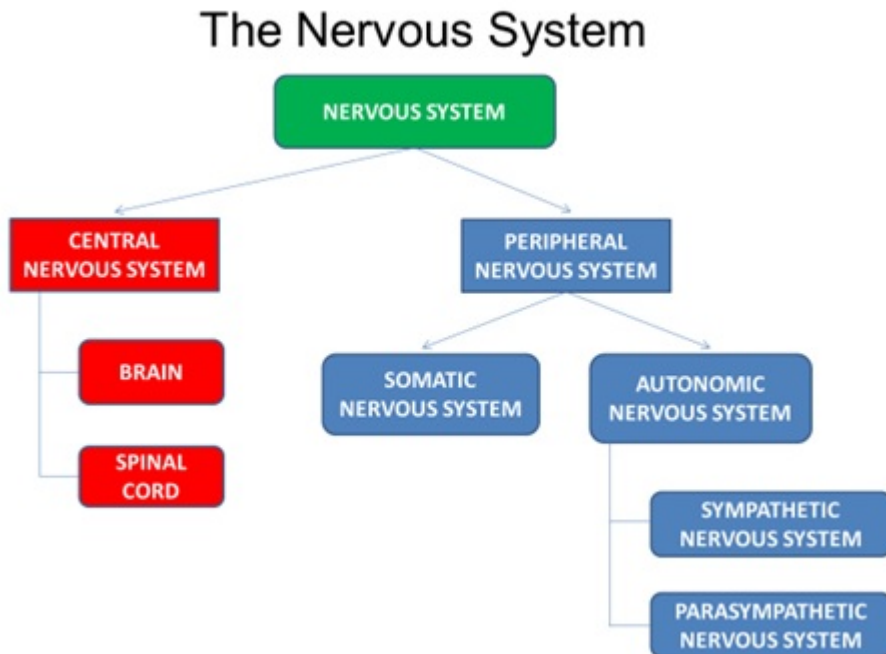 The Nervous System
NERVOUS SYSTEM
CENTRAL
NERVOUS SYSTEM
BRAIN
SPINAL
CORD
PERIPHERAL
NERVOUS SYSTEM
SOMATIC
NERVOUS SYSTEM
AUTONOMIC
NERVOUS SYSTEM
SYMPATHETIC
NERVOUS SYSTEM
PARASYMPATHETIC
NERVOUS SYSTEM